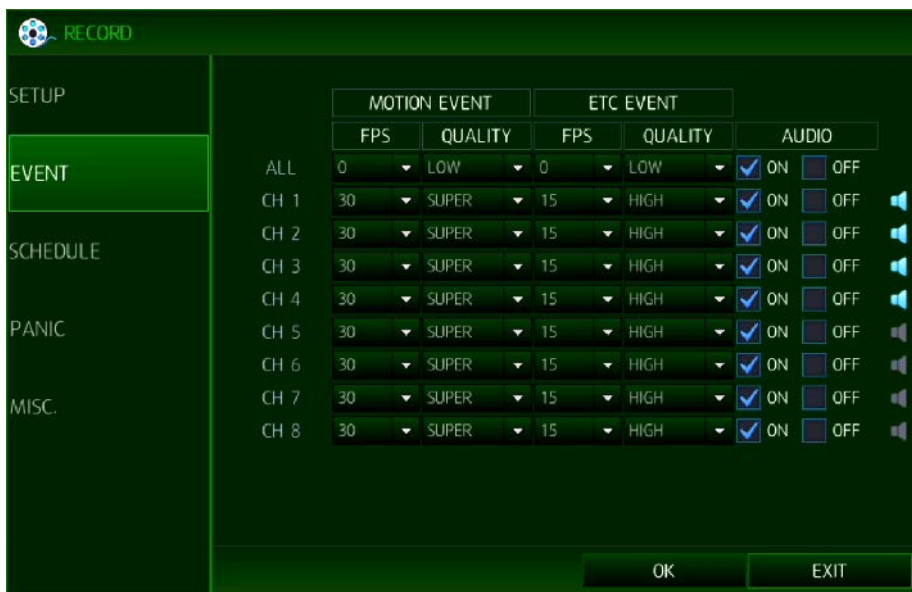 RECORD
SETUP
EVENT
SCHEDULE
PANIC
MISC.
MOTION EVENT ETC EVENT
FPS QUALITY FPS QUALITY AUDIO
ALL 0 LOW 0 LOW ON OFF
CH 1 30 SUPER 15 HIGH ON OFF
CH 2 30 SUPER 15 HIGH ON OFF
CH 3 30 SUPER 15 HIGH ON OFF
CH 4 30 SUPER 15 HIGH ON OFF
CH 5 30 SUPER 15 HIGH ON OFF
CH 6 30 SUPER 15 HIGH ON OFF
CH 7 30 SUPER 15 HIGH ON OFF
CH 8 30 SUPER 15 HIGH ON OFF
OK EXIT